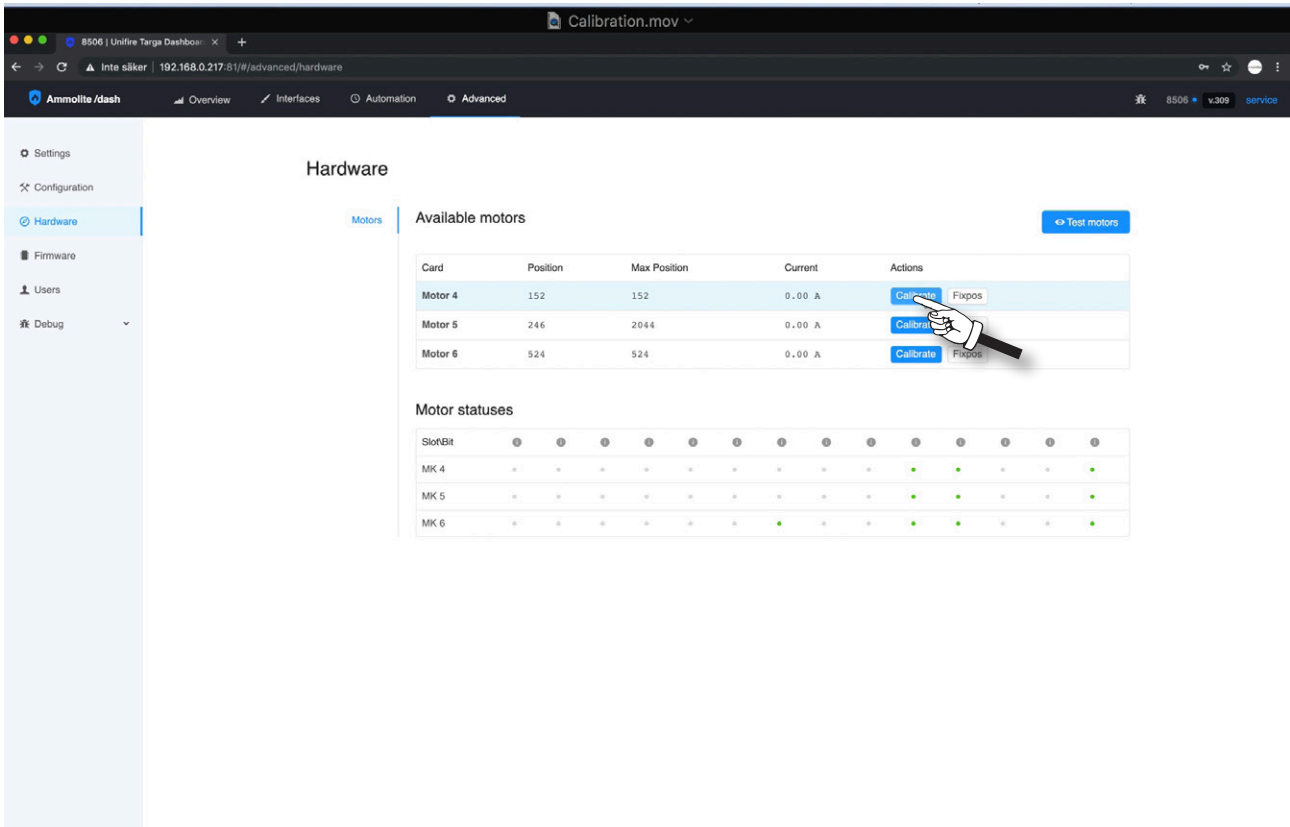 Calibration.mov
8506 | Unifire Targa Dashboar
Inte säker | 192.168.0.217:81/#/advanced/hardware
Ammolite /dash Overview Interfaces Automation Advanced 8506 v.309 service
Settings
Configuration
Hardware
Firmware
Users
Debug
Hardware
Motors
Available motors
Test motors
Card Position Max Position Current Actions
Motor 4 152 152 0.00 A Calibrate Fixpos
Motor 5 246 2044 0.00 A Calibrate
Motor 6 524 524 0.00 A Calibrate Fixpos
Motor statuses
Slot\Bit
MK 4
MK 5
MK 6